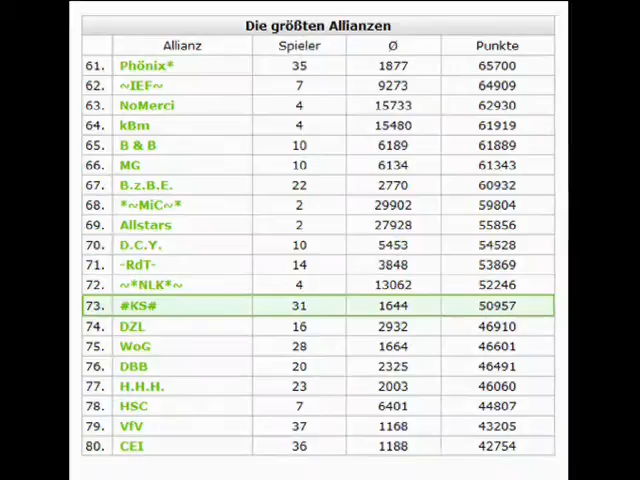 Die größten Allianzen
Allianz Spieler Ø Punkte
61. Phönix* 35 1877 65700
62. ~IEF~ 7 9273 64909
63. NoMerci 4 15733 62930
64. kBm 4 15480 61919
65. B & B 10 6189 61889
66. MG 10 6134 61343
67. B.z.B.E. 22 2770 60932
68. *~MiC~* 2 29902 59804
69. Allstars 2 27928 55856
70. D.C.Y. 10 5453 54528
71. -RdT- 14 3848 53869
72. ~*NLK*~ 4 13062 52246
73. #KS# 31 1644 50957
74. DZL 16 2932 46910
75. WoG 28 1664 46601
76. DBB 20 2325 46491
77. H.H.H. 23 2003 46060
78. HSC 7 6401 44807
79. VfV 37 1168 43205
80. CEI 36 1188 42754